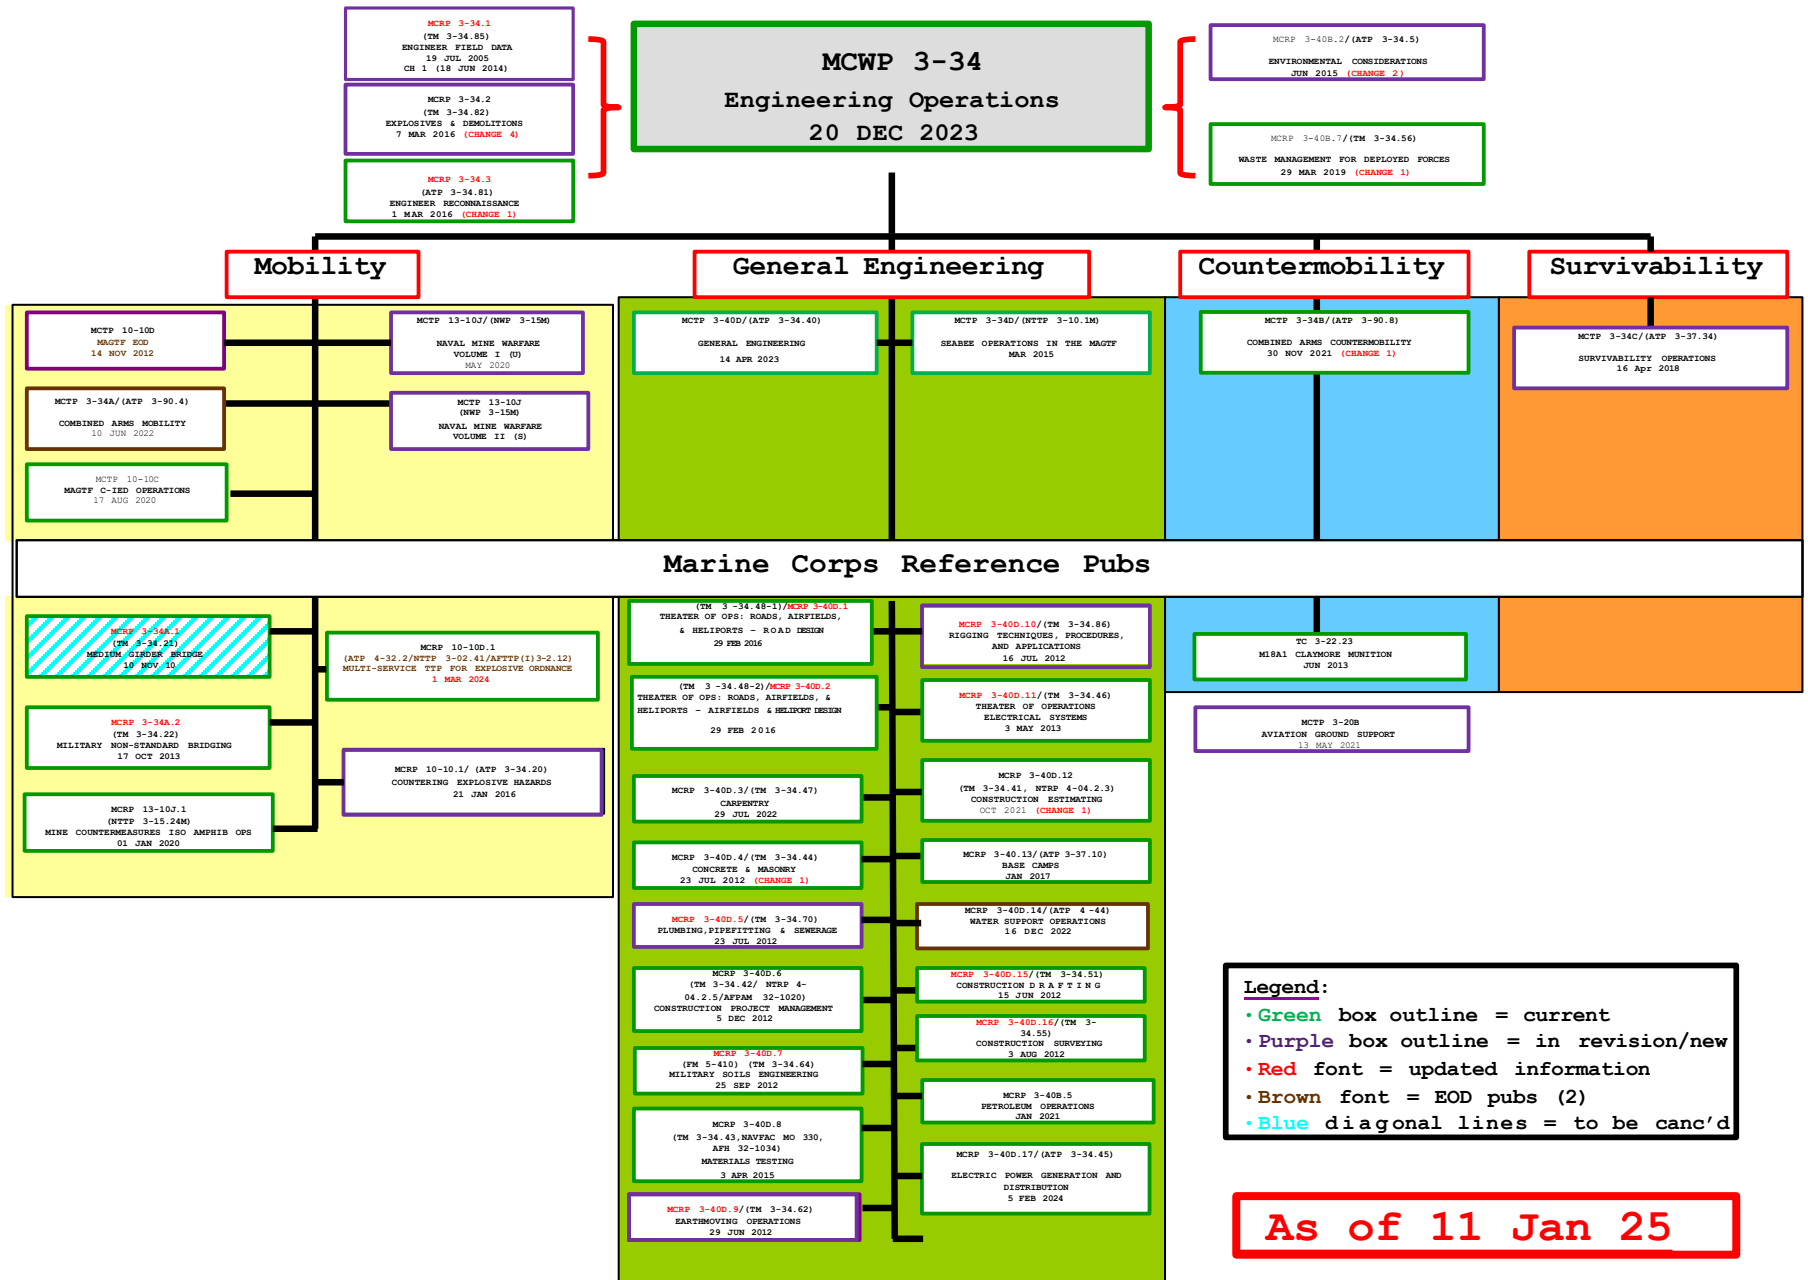 MCRP 3-34.1
(TM 3-34.85)
ENGINEER FIELD DATA
19 JUL 2005
CH 1 (18 JUN 2014)
MCRP 3-34.2
(TM 3-34.82)
EXPLOSIVES & DEMOLITIONS
7 MAR 2016 (CHANGE 4)
MCRP 3-34.3
(ATP 3-34.81)
ENGINEER RECONNAISSANCE
1 MAR 2016 (CHANGE 1)
MCWP 3-34
Engineering Operations
20 DEC 2023
MCRP 3-40B.2/(ATP 3-34.5)
ENVIRONMENTAL CONSIDERATIONS
JUN 2015 (CHANGE 2)
MCRP 3-40B.7/(TM 3-34.56)
WASTE MANAGEMENT FOR DEPLOYED FORCES
29 MAR 2019 (CHANGE 1)
Mobility
General Engineering
Countermobility
Survivability
MCTP 10-10D
MAGTF EOD
14 NOV 2012
MCTP 13-10J/(NWP 3-15M)
NAVAL MINE WARFARE
VOLUME I (U)
MAY 2020
MCTP 3-34A/(ATP 3-90.4)
COMBINED ARMS MOBILITY
10 JUN 2022
MCTP 13-10J
(NWP 3-15M)
NAVAL MINE WARFARE
VOLUME II (S)
MCTP 10-10C
MAGTF C-IED OPERATIONS
17 AUG 2020
MCTP 3-40D/(ATP 3-34.40)
GENERAL ENGINEERING
14 APR 2023
MCTP 3-34D/(NTTP 3-10.1M)
SEABEE OPERATIONS IN THE MAGTF
MAR 2015
MCTP 3-34B/(ATP 3-90.8)
COMBINED ARMS COUNTERMOBILITY
30 NOV 2021 (CHANGE 1)
MCTP 3-34C/(ATP 3-37.34)
SURVIVABILITY OPERATIONS
16 Apr 2018
Marine Corps Reference Pubs
MCRP 3-34A.1
(TM 3-34.21)
MEDIUM GIRDER BRIDGE
10 NOV 10
MCRP 10-10D.1
(ATP 4-32.2/NTTP 3-02.41/AFTTP(I)3-2.12)
MULTI-SERVICE TTP FOR EXPLOSIVE ORDNANCE
1 MAR 2024
MCRP 3-34A.2
(TM 3-34.22)
MILITARY NON-STANDARD BRIDGING
17 OCT 2013
MCRP 10-10.1/ (ATP 3-34.20)
COUNTERING EXPLOSIVE HAZARDS
21 JAN 2016
MCRP 13-10J.1
(NTTP 3-15.24M)
MINE COUNTERMEASURES ISO AMPHIB OPS
01 JAN 2020
(TM 3 -34.48-1)/MCRP 3-40D.1
THEATER OF OPS: ROADS, AIRFIELDS,
& HELIPORTS – ROAD DESIGN
29 FEB 2016
(TM 3 -34.48-2)/MCRP 3-40D.2
THEATER OF OPS: ROADS, AIRFIELDS, &
HELIPORTS – AIRFIELDS & HELIPORT DESIGN
29 FEB 2016
MCRP 3-40D.3/(TM 3-34.47)
CARPENTRY
29 JUL 2022
MCRP 3-40D.4/(TM 3-34.44)
CONCRETE & MASONRY
23 JUL 2012 (CHANGE 1)
MCRP 3-40D.5/(TM 3-34.70)
PLUMBING,PIPEFITTING & SEWERAGE
23 JUL 2012
MCRP 3-40D.6
(TM 3-34.42/ NTRP 4-
04.2.5/AFPAM 32-1020)
CONSTRUCTION PROJECT MANAGEMENT
5 DEC 2012
MCRP 3-40D.7
(FM 5-410) (TM 3-34.64)
MILITARY SOILS ENGINEERING
25 SEP 2012
MCRP 3-40D.8
(TM 3-34.43,NAVFAC MO 330,
AFH 32-1034)
MATERIALS TESTING
3 APR 2015
MCRP 3-40D.9/(TM 3-34.62)
EARTHMOVING OPERATIONS
29 JUN 2012
MCRP 3-40D.10/(TM 3-34.86)
RIGGING TECHNIQUES, PROCEDURES,
AND APPLICATIONS
16 JUL 2012
MCRP 3-40D.11/(TM 3-34.46)
THEATER OF OPERATIONS
ELECTRICAL SYSTEMS
3 MAY 2013
MCRP 3-40D.12
(TM 3-34.41, NTRP 4-04.2.3)
CONSTRUCTION ESTIMATING
OCT 2021 (CHANGE 1)
MCRP 3-40.13/(ATP 3-37.10)
BASE CAMPS
JAN 2017
MCRP 3-40D.14/(ATP 4 -44)
WATER SUPPORT OPERATIONS
16 DEC 2022
MCRP 3-40D.15/(TM 3-34.51)
CONSTRUCTION DRAFTING
15 JUN 2012
MCRP 3-40D.16/(TM 3-
34.55)
CONSTRUCTION SURVEYING
3 AUG 2012
MCRP 3-40B.5
PETROLEUM OPERATIONS
JAN 2021
MCRP 3-40D.17/(ATP 3-34.45)
ELECTRIC POWER GENERATION AND
DISTRIBUTION
5 FEB 2024
TC 3-22.23
M18A1 CLAYMORE MUNITION
JUN 2013
MCTP 3-20B
AVIATION GROUND SUPPORT
13 MAY 2021
Legend:
• Green box outline = current
• Purple box outline = in revision/new
• Red font = updated information
• Brown font = EOD pubs (2)
• Blue diagonal lines = to be canc’d
As of 11 Jan 25